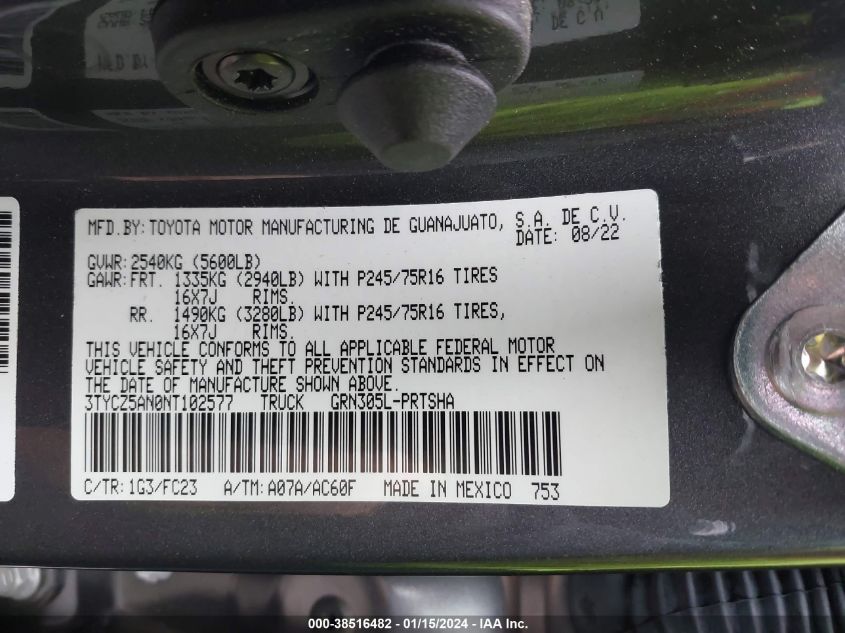 DE C A
MFD.BY:TOYOTA MOTOR MANUFACTURING DE GUANAJUATO, S.A. DE C.V.
DATE: 08/22
GVWR:2540KG (5600LB)
GAWR:FRT. 1335KG (2940LB) WITH P245/75R16 TIRES
16X7J RIMS.
RR. 1490KG (3280LB) WITH P245/75R16 TIRES,
16X7J RIMS.
THIS VEHICLE CONFORMS TO ALL APPLICABLE FEDERAL MOTOR
VEHICLE SAFETY AND THEFT PREVENTION STANDARDS IN EFFECT ON
THE DATE OF MANUFACTURE SHOWN ABOVE.
3TYCZ5AN0NT102577 TRUCK GRN305L-PRTSHA
C/TR:1G3/FC23 A/TM:A07A/AC60F MADE IN MEXICO 753
000-38516482 - 01/15/2024 - IAA Inc.